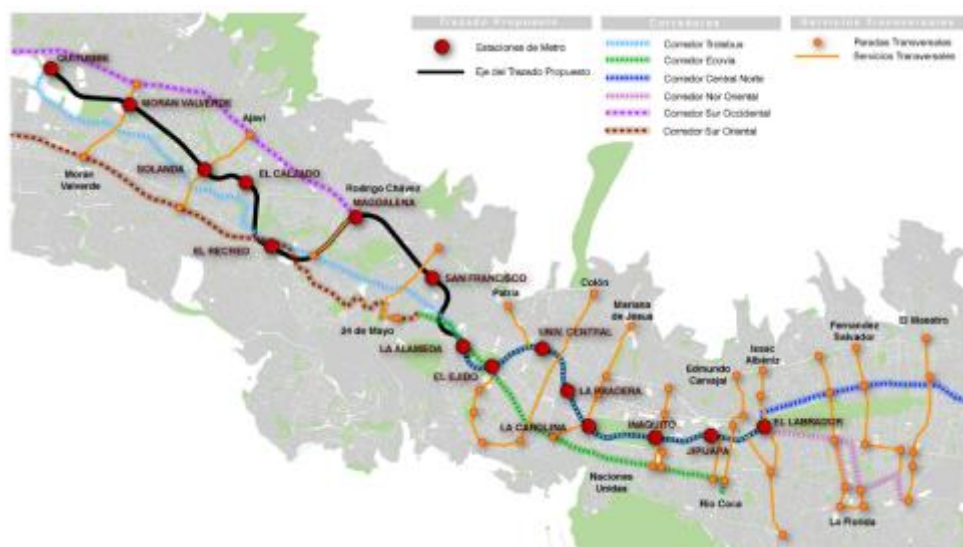 Trazado Propuesto
Estaciones de Metro
Eje del Trazado Propuesto
Corredores
Corredor Trolebus
Corredor Ecovia
Corredor Central Norte
Corredor Nor Oriental
Corredor Sur Occidental
Corredor Sur Oriental
Servicios Transversales
Paradas Transversales
Servicios Transversales
QUITUMBE
MORAN VALVERDE
Ajaví
SOLANDA
EL CALZADO
Morán
Valverde
Rodrigo Chávez
MAGDALENA
EL RECREO
SAN FRANCISCO
24 de Mayo
Patria
Colón
Mariana
de Jesus
LA ALAMEDA
UNIV. CENTRAL
EL EJIDO
LA PRADERA
LA CAROLINA
IÑAQUITO
JIPIJAPA
EL LABRADOR
Edmundo
Carvajal
Isaac
Albéniz
Fernandez
Salvador
El Maestro
Naciones
Unidas
Río Coca
La Florida